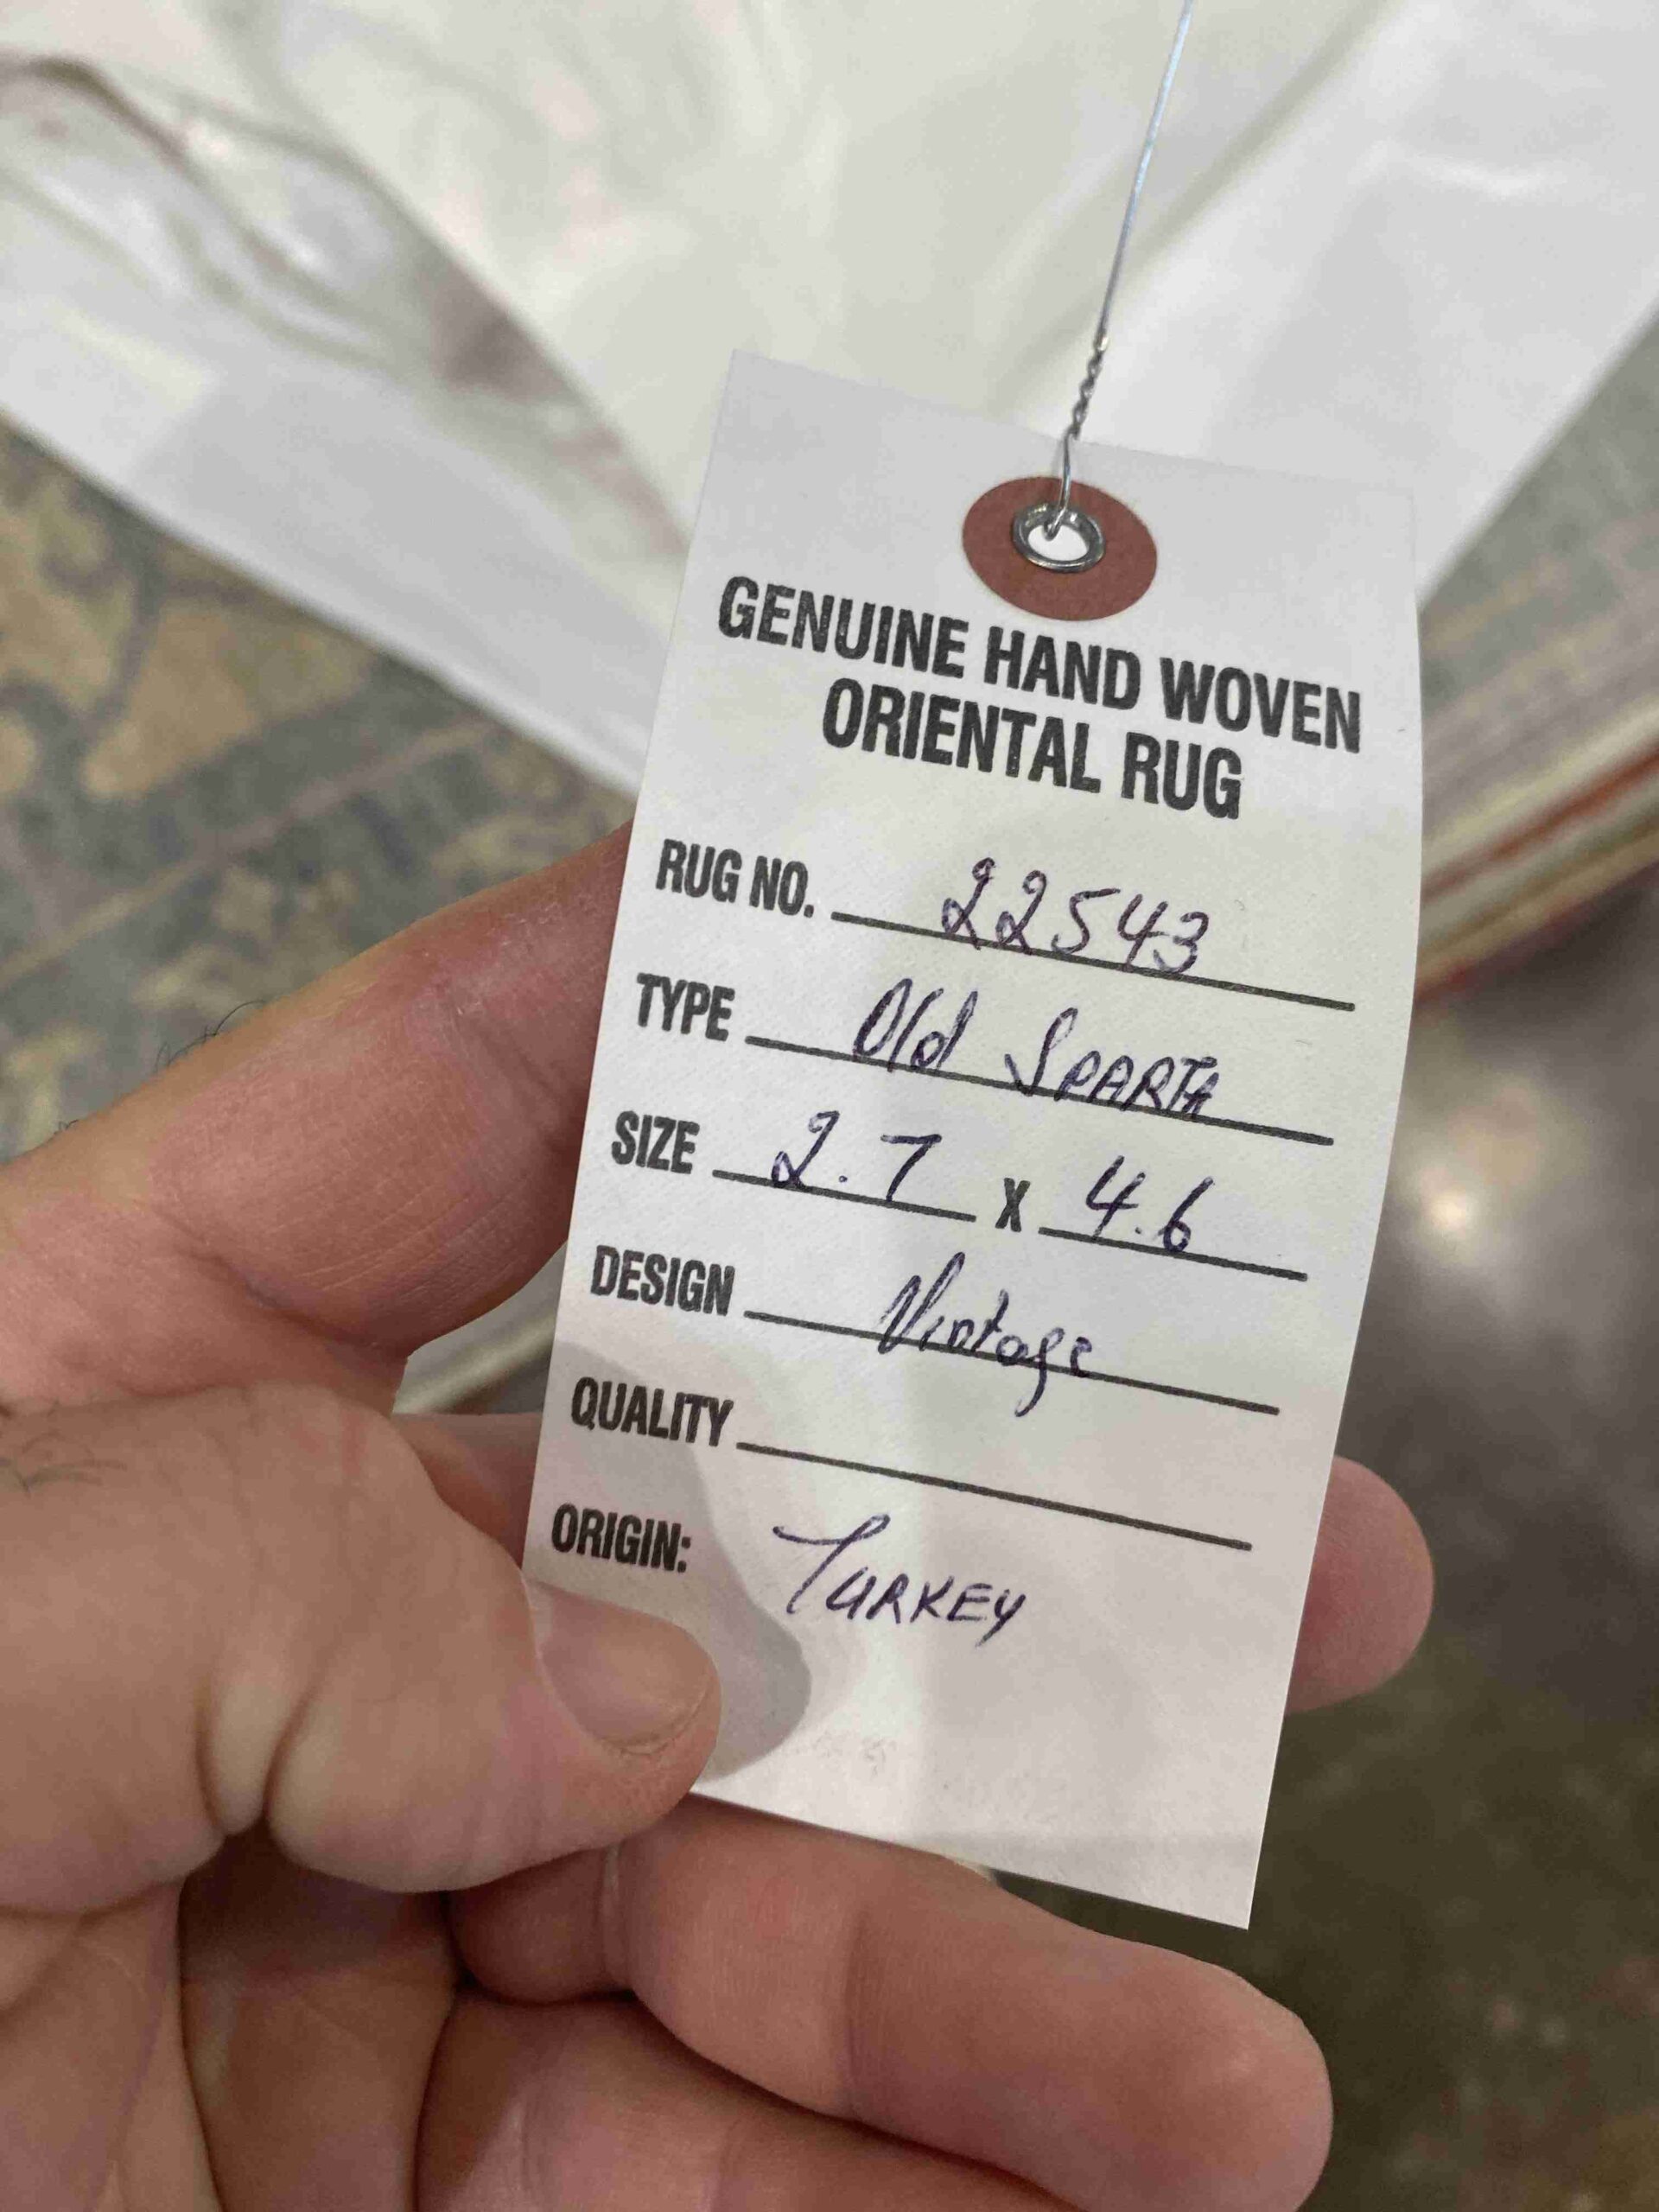 GENUINE HAND WOVEN
ORIENTAL RUG
RUG NO. 22543
TYPE Old SPARTA
SIZE 2.7 X 4.6
DESIGN Vintage
QUALITY
ORIGIN: TURKEY